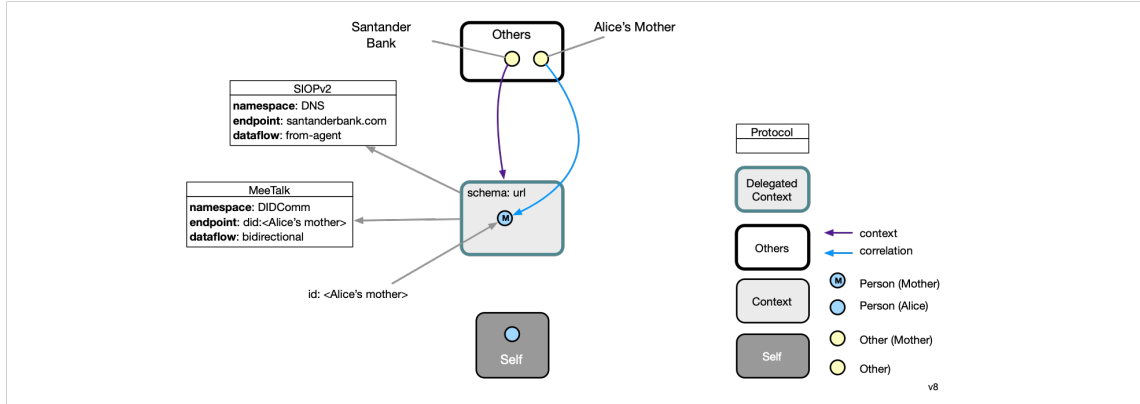 Santander
Bank
Others
Alice's Mother
SIOPv2
namespace: DNS
endpoint: santanderbank.com
dataflow: from-agent
MeeTalk
namespace: DIDComm
endpoint: did:<Alice's mother>
dataflow: bidirectional
schema: url
M
id: <Alice's mother>
Self
Protocol
Delegated
Context
Others
Context
Self
context
correlation
M
Person (Mother)
Person (Alice)
Other (Mother)
Other)
v8